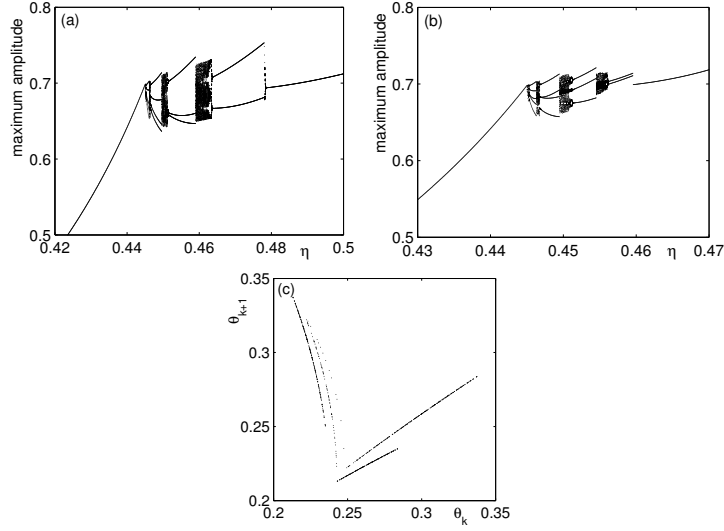 (a)
maximum amplitude
0.8
0.7
0.6
0.5
0.42 0.44 0.46 0.48 0.5
η
(b)
maximum amplitude
0.8
0.7
0.6
0.5
0.43 0.44 0.45 0.46 0.47
η
(c)
θk+1
0.35
0.3
0.25
0.2
0.2 0.25 0.3 0.35
θk